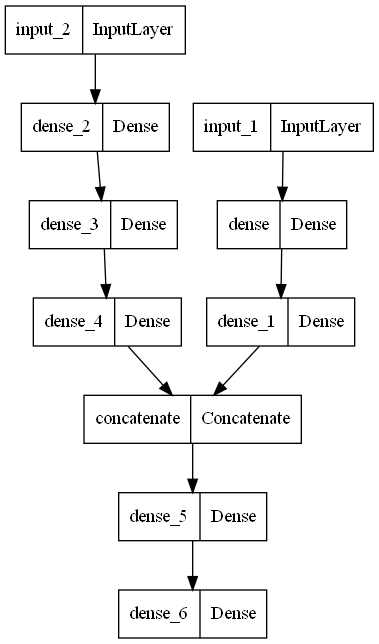 input_2 InputLayer
dense_2 Dense
input_1 InputLayer
dense_3 Dense
dense Dense
dense_4 Dense
dense_1 Dense
concatenate Concatenate
dense_5 Dense
dense_6 Dense